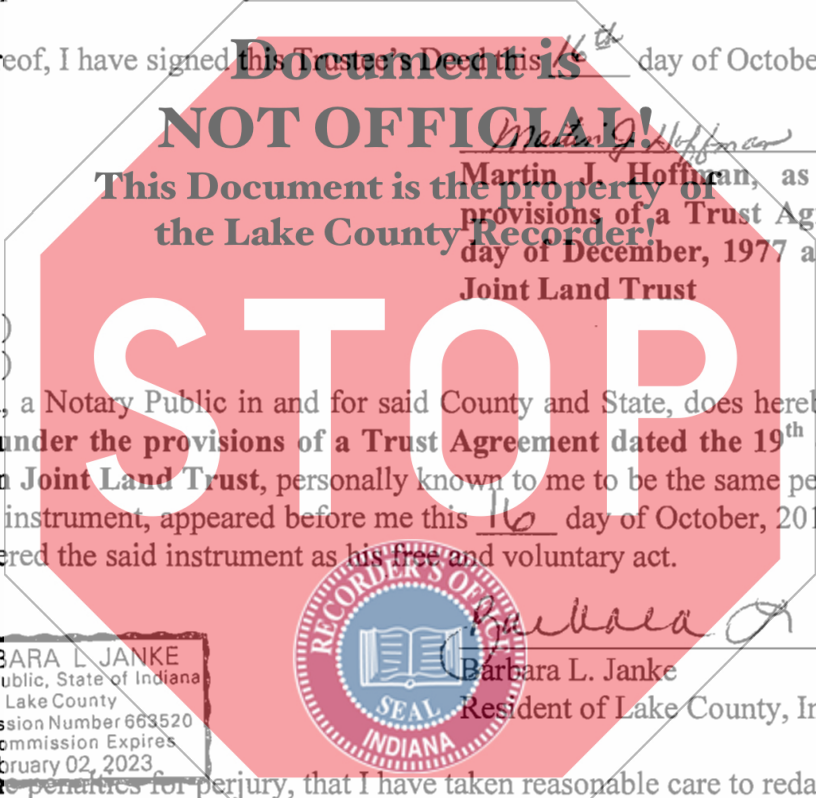 eof, I have signed this Trustee's Deed this 16th day of Octobe
Document is
NOT OFFICIAL!
This Document is the property of
the Lake County Recorder!
Martin J. Hoffman
Martin J. Hoffman, as
provisions of a Trust Ag
day of December, 1977 a
Joint Land Trust
STOP
)
)
, a Notary Public in and for said County and State, does hereb
under the provisions of a Trust Agreement dated the 19th
n Joint Land Trust, personally known to me to be the same pe
instrument, appeared before me this 16 day of October, 201
ered the said instrument as his free and voluntary act.
RECORDER'S OFFICE
SEAL
INDIANA
Barbara L
Barbara L. Janke
Resident of Lake County, In
BARA L JANKE
ublic, State of Indiana
Lake County
ssion Number 663520
ommission Expires
bruary 02, 2023
e penalties for perjury, that I have taken reasonable care to reda